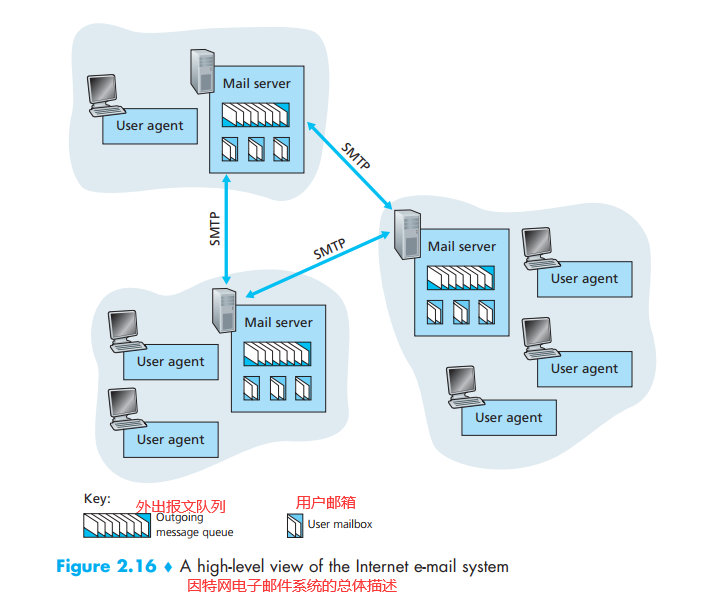 Mail server
User agent
SMTP
SMTP
SMTP
Mail server
User agent
Mail server
User agent
User agent
User agent
User agent
Key:
外出报文队列
Outgoing
message queue
用户邮箱
User mailbox
Figure 2.16 ♦ A high-level view of the Internet e-mail system
因特网电子邮件系统的总体描述